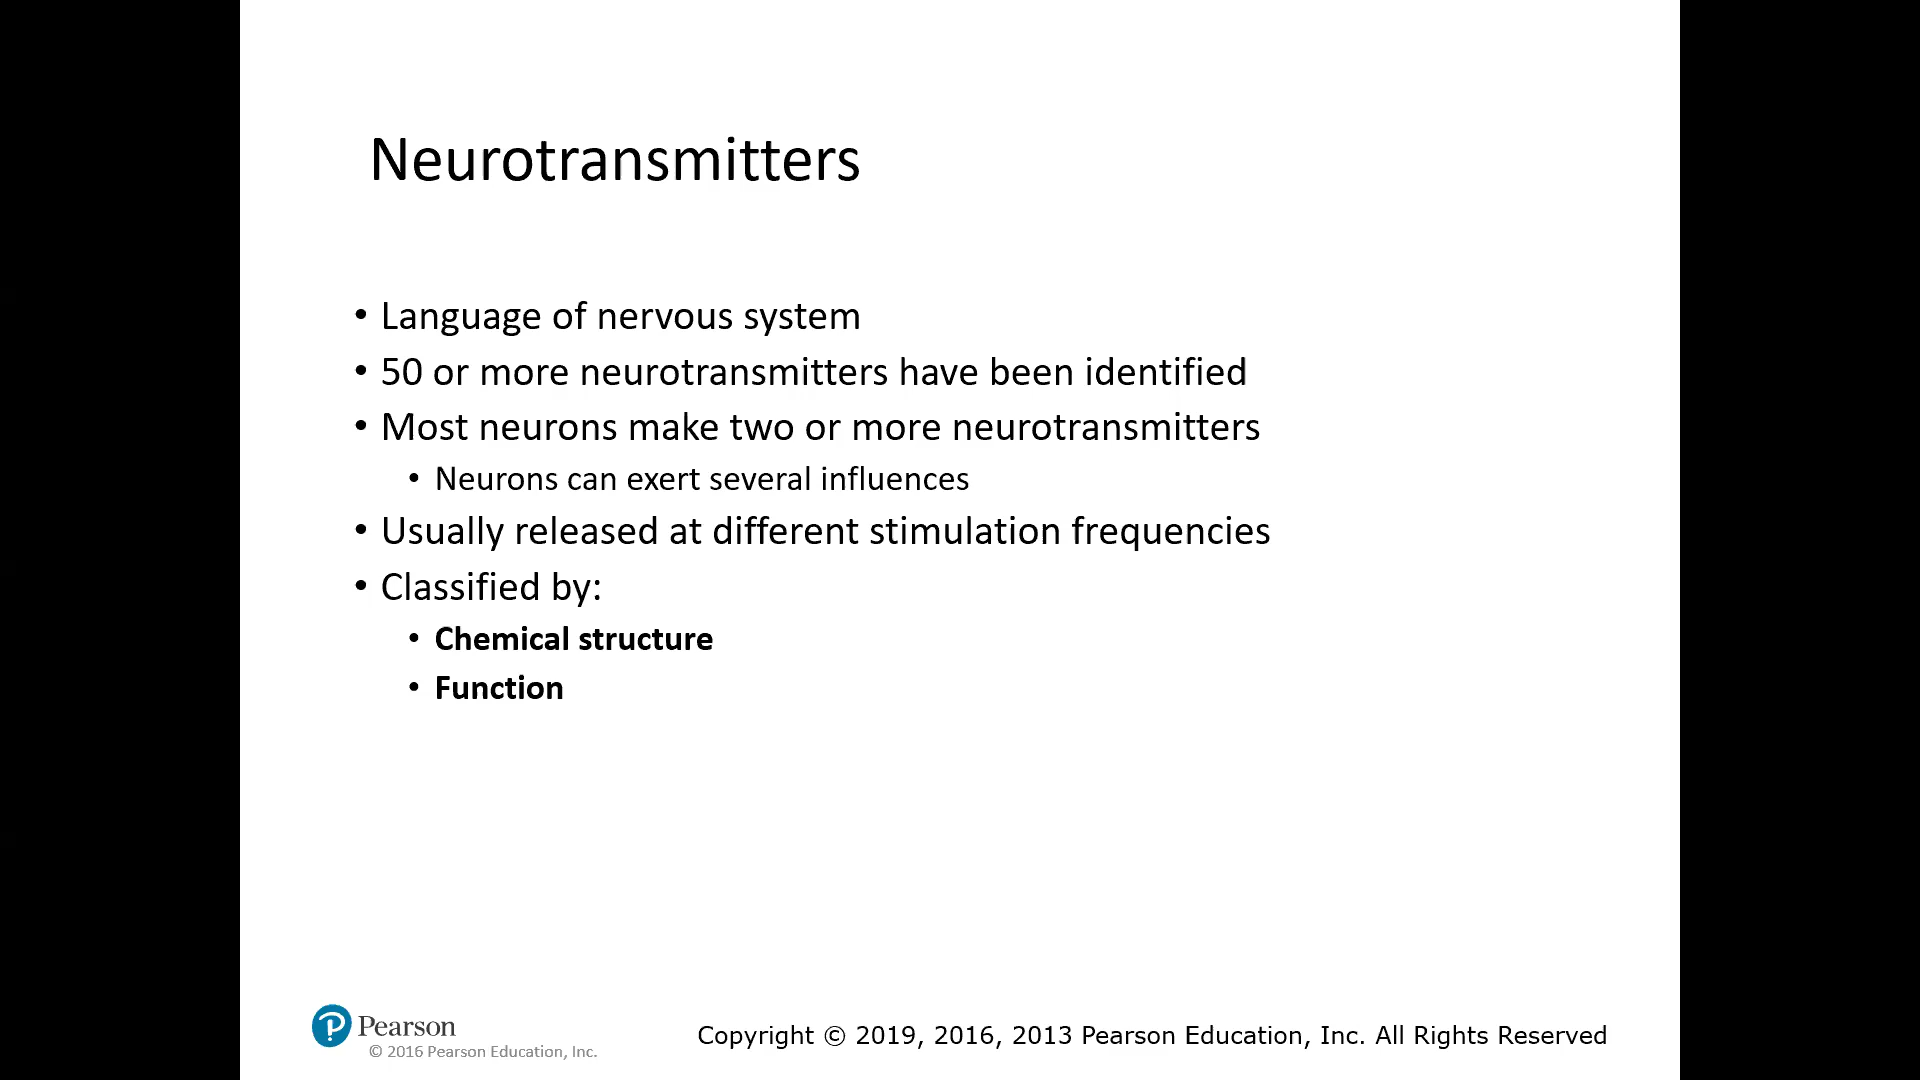 Neurotransmitters
• Language of nervous system
• 50 or more neurotransmitters have been identified
• Most neurons make two or more neurotransmitters
• Neurons can exert several influences
• Usually released at different stimulation frequencies
• Classified by:
• Chemical structure
• Function
Pearson
© 2016 Pearson Education, Inc.
Copyright © 2019, 2016, 2013 Pearson Education, Inc. All Rights Reserved